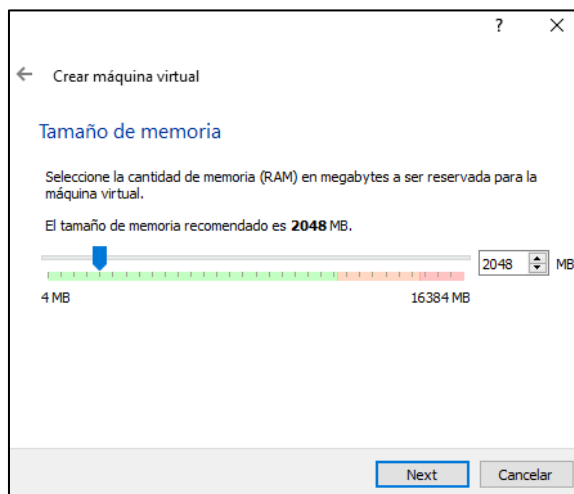 ?
Crear máquina virtual
Tamaño de memoria
Seleccione la cantidad de memoria (RAM) en megabytes a ser reservada para la
máquina virtual.
El tamaño de memoria recomendado es 2048 MB.
2048 MB
4 MB 16384 MB
Next Cancelar